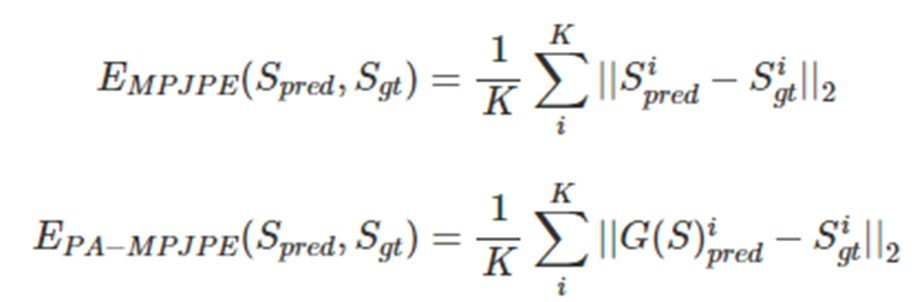 $E_{MPJPE}(S_{pred}, S_{gt}) = \frac{1}{K} \sum_{i}^{K} ||S_{pred}^{i} - S_{gt}^{i}||_2$
$E_{PA-MPJPE}(S_{pred}, S_{gt}) = \frac{1}{K} \sum_{i}^{K} ||G(S)_{pred}^{i} - S_{gt}^{i}||_2$